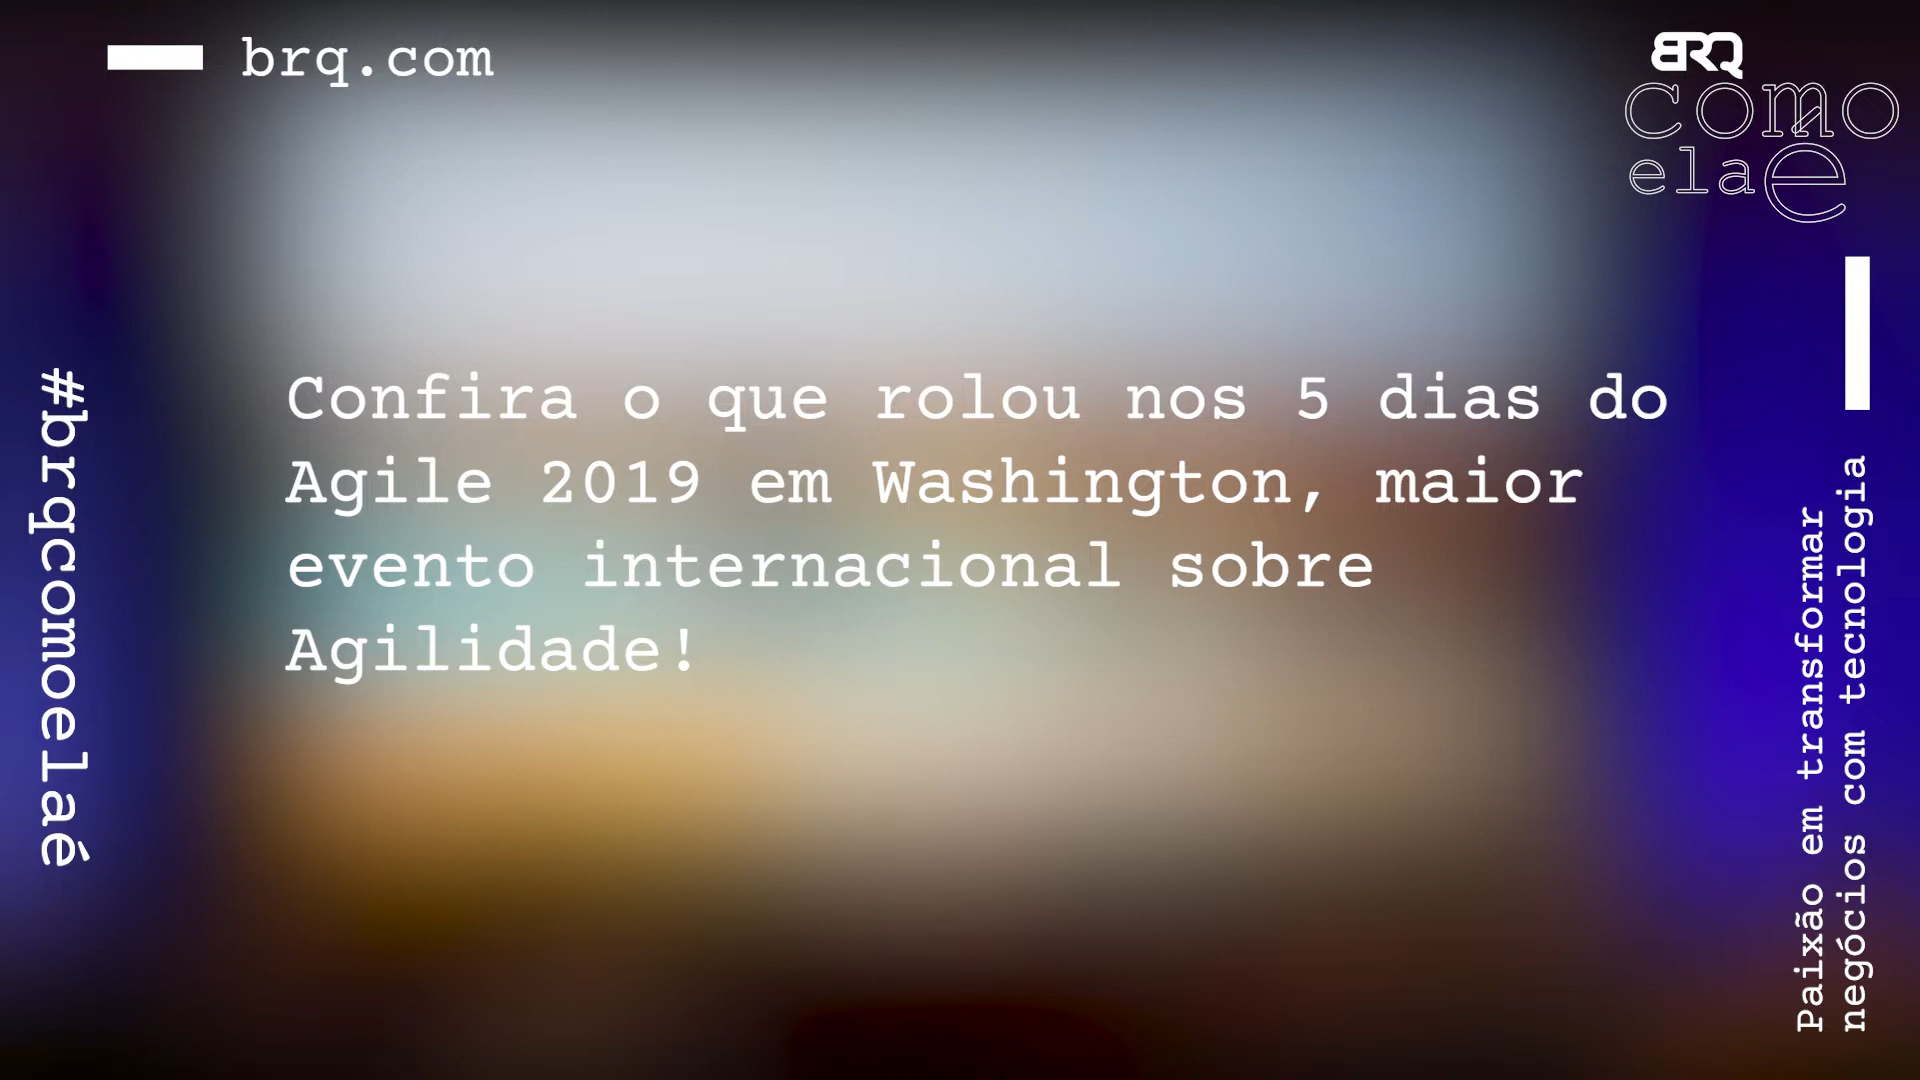 brq.com
BRQ
como
ela é
#brqcomoelaé
Confira o que rolou nos 5 dias do
Agile 2019 em Washington, maior
evento internacional sobre
Agilidade!
Paixão em transformar
negócios com tecnologia